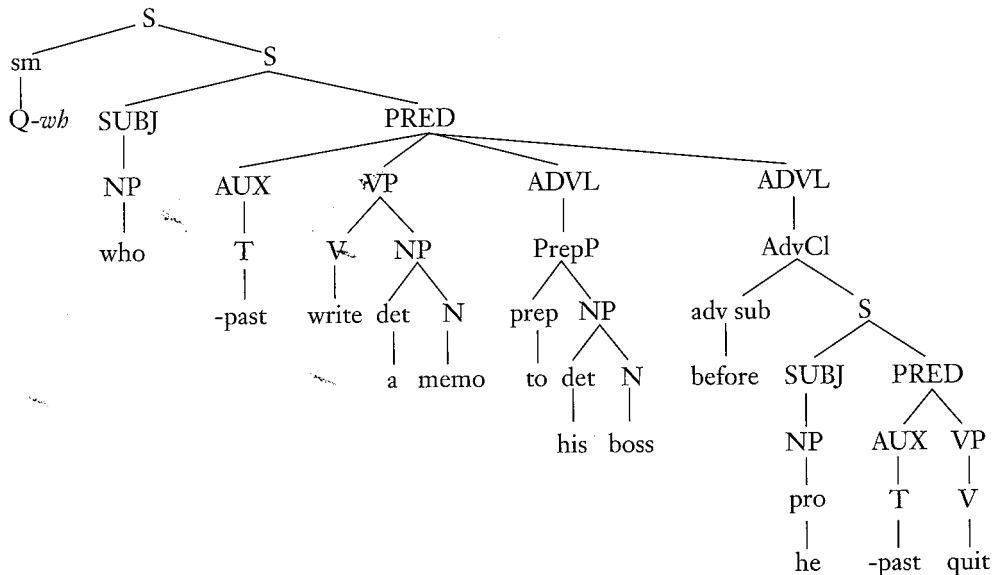 S
sm S
Q-wh SUBJ PRED
NP AUX VP ADVL ADVL
who T V NP PrepP AdvCl
-past write det N prep NP adv sub S
a memo to det N before SUBJ PRED
his boss NP AUX VP
pro T V
he -past quit